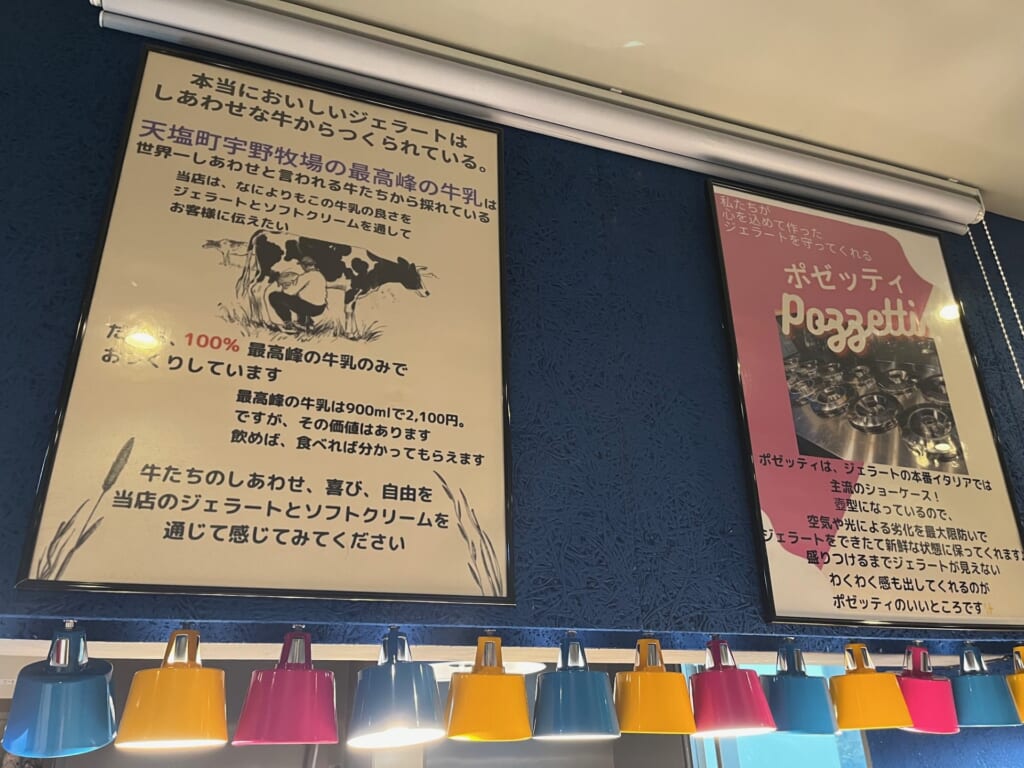 本当においしいジェラートは
しあわせな牛からつくられている。
天塩町宇野牧場の最高峰の牛乳は
世界一しあわせと言われる牛たちから採れている
当店は、なによりもこの牛乳の良さを
ジェラートとソフトクリームを通して
お客様に伝えたい
だ 、100% 最高峰の牛乳のみで
お くりしています
最高峰の牛乳は900mlで2,100円。
ですが、その価値はあります
飲めば、食べれば分かってもらえます
牛たちのしあわせ、喜び、自由を
当店のジェラートとソフトクリームを
通じて感じてみてください
私たちが
心を込めて作った
ジェラートを守ってくれる
ポゼッティ
Pozzetti
ポゼッティは、ジェラートの本番イタリアでは
主流のショーケース！
壺型になっているので、
空気や光による劣化を最大限防いで
ジェラートをできたて新鮮な状態に保ってくれます。
盛りつけるまでジェラートが見えない
わくわく感も出してくれるのが
ポゼッティのいいところです✨